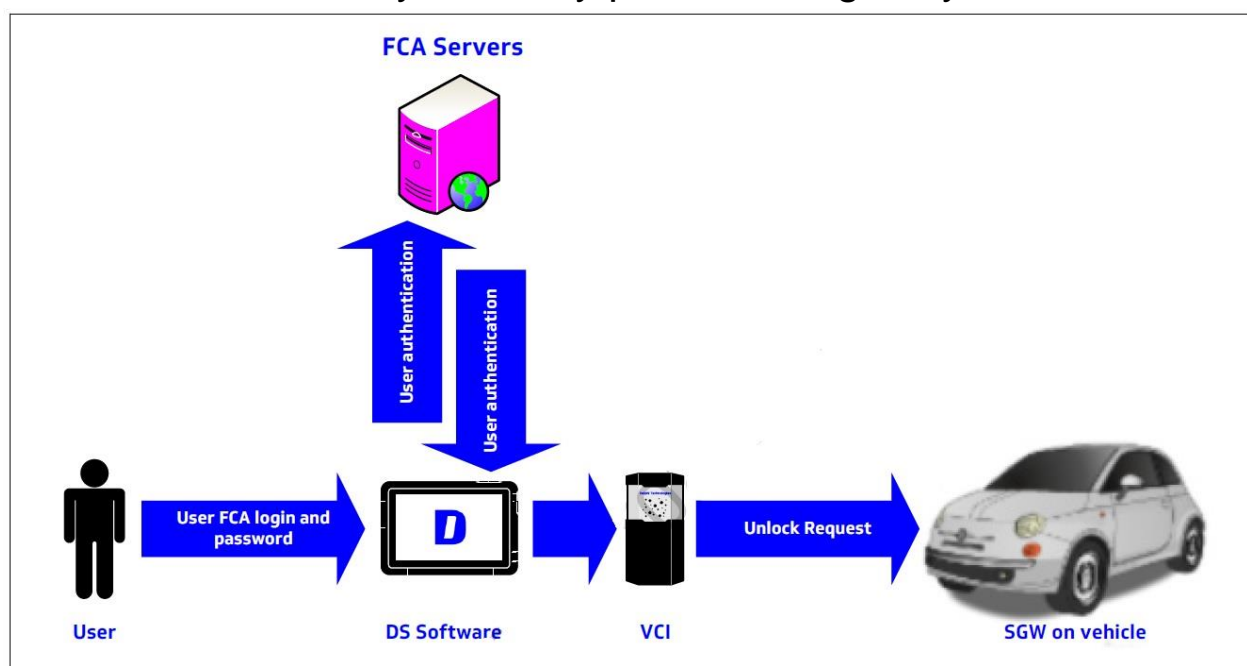 FCA Servers
User authentication
User authentication
User FCA login and
password
D
Unlock Request
User
DS Software
VCI
SGW on vehicle